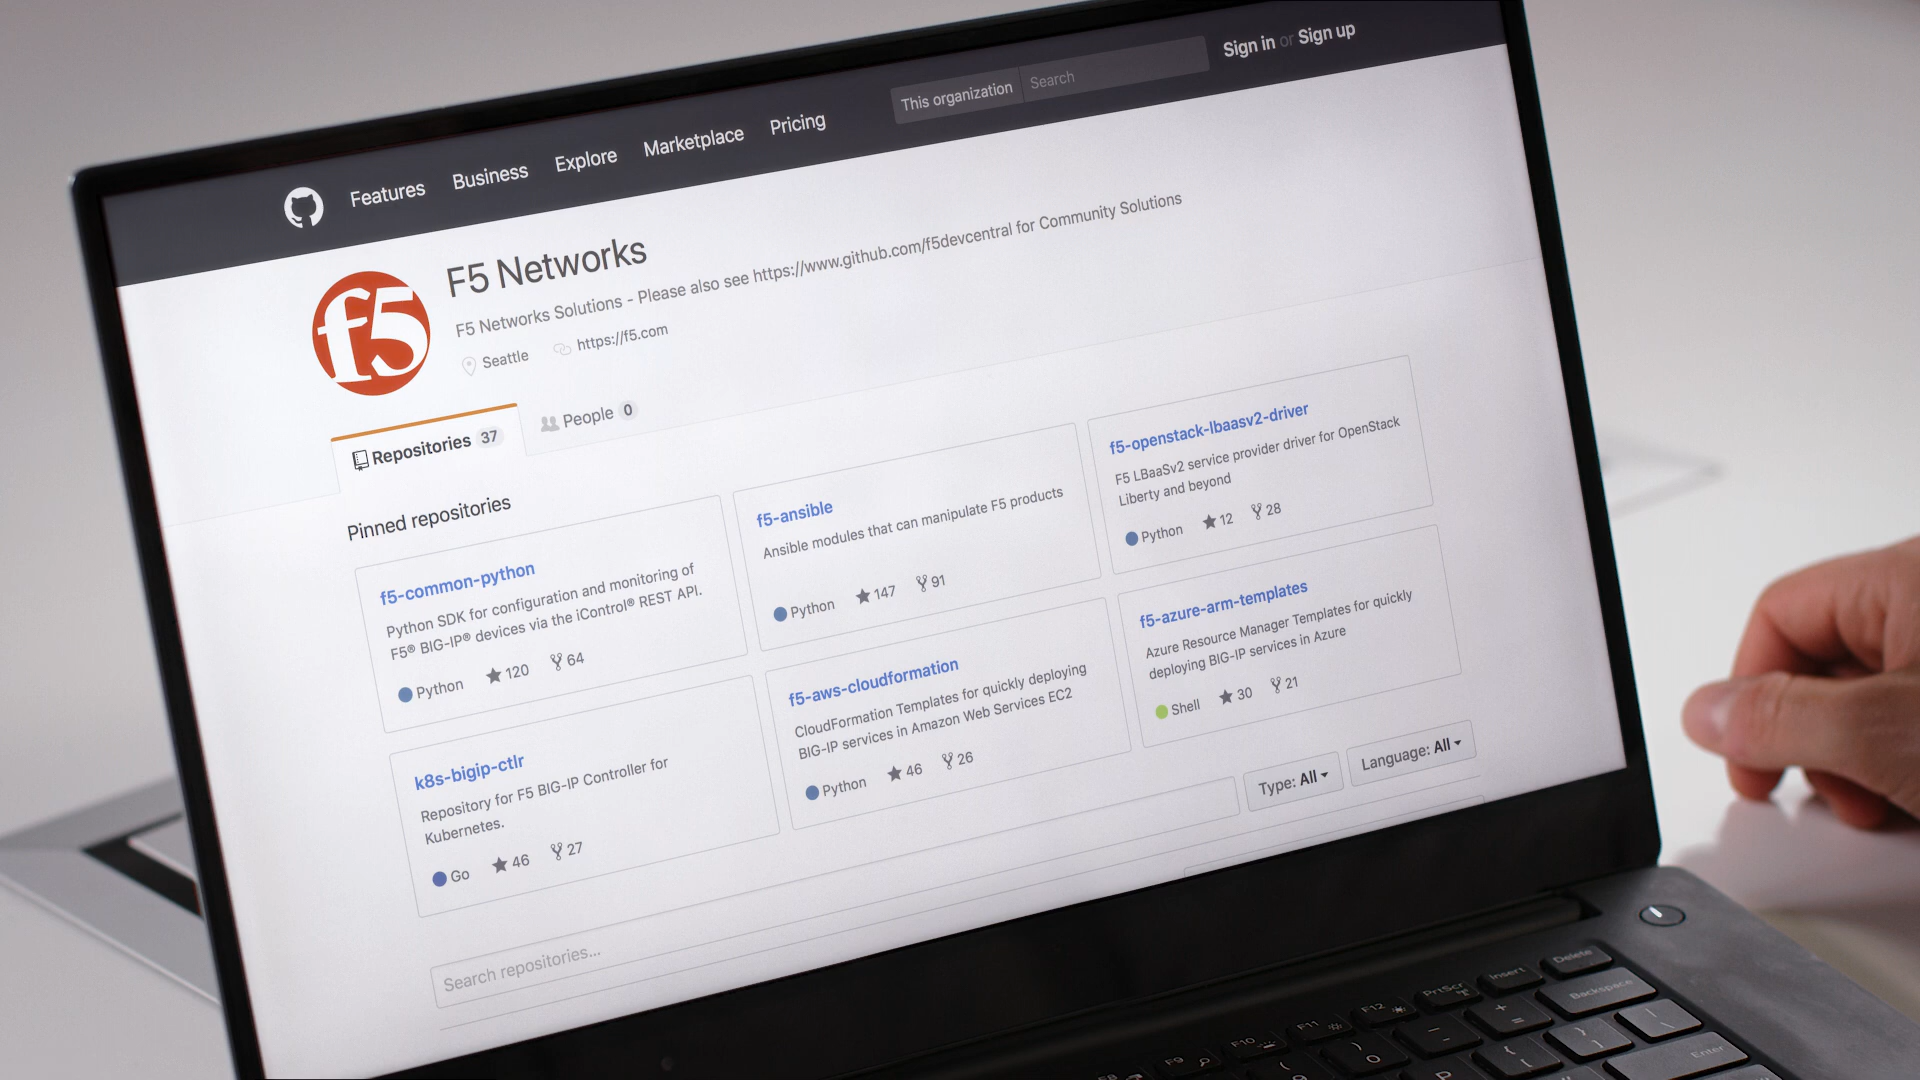 Features Business Explore Marketplace Pricing This organization Search Sign in or Sign up
f5
F5 Networks
F5 Networks Solutions - Please also see https://www.github.com/f5devcentral for Community Solutions
Seattle https://f5.com
Repositories 37 People 0
Pinned repositories
f5-common-python
Python SDK for configuration and monitoring of
F5® BIG-IP® devices via the iControl® REST API.
Python 120 64
f5-ansible
Ansible modules that can manipulate F5 products
Python 147 91
f5-openstack-lbaasv2-driver
F5 LBaaSv2 service provider driver for OpenStack
Liberty and beyond
Python 12 28
k8s-bigip-ctlr
Repository for F5 BIG-IP Controller for
Kubernetes.
Go 46 27
f5-aws-cloudformation
CloudFormation Templates for quickly deploying
BIG-IP services in Amazon Web Services EC2
Python 46 26
f5-azure-arm-templates
Azure Resource Manager Templates for quickly
deploying BIG-IP services in Azure
Shell 30 21
Search repositories...
Type: All Language: All
F8 F9 F10 F11 F12 PrtScr Insert Delete
Backspace
Enter
P